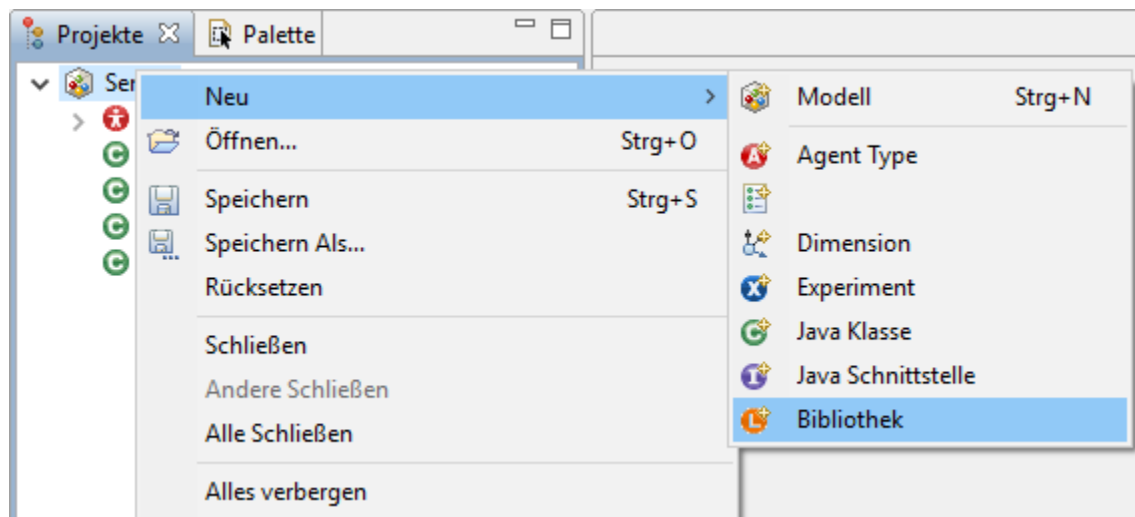 Projekte
Palette
Ser
Neu
Öffnen... Strg+O
Speichern Strg+S
Speichern Als...
Rücksetzen
Schließen
Andere Schließen
Alle Schließen
Alles verbergen
Modell Strg+N
Agent Type
Dimension
Experiment
Java Klasse
Java Schnittstelle
Bibliothek